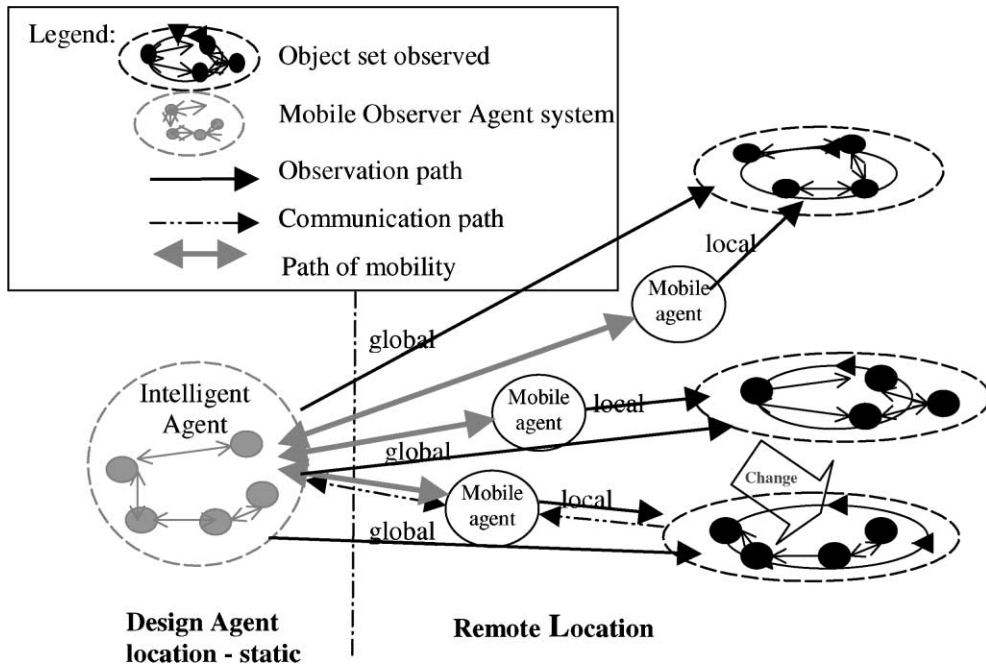 Legend:
Object set observed
Mobile Observer Agent system
Observation path
Communication path
Path of mobility
local
Mobile
agent
global
Intelligent
Agent
Mobile
agent
local
global
Change
Mobile
agent
local
global
Design Agent
location - static
Remote Location